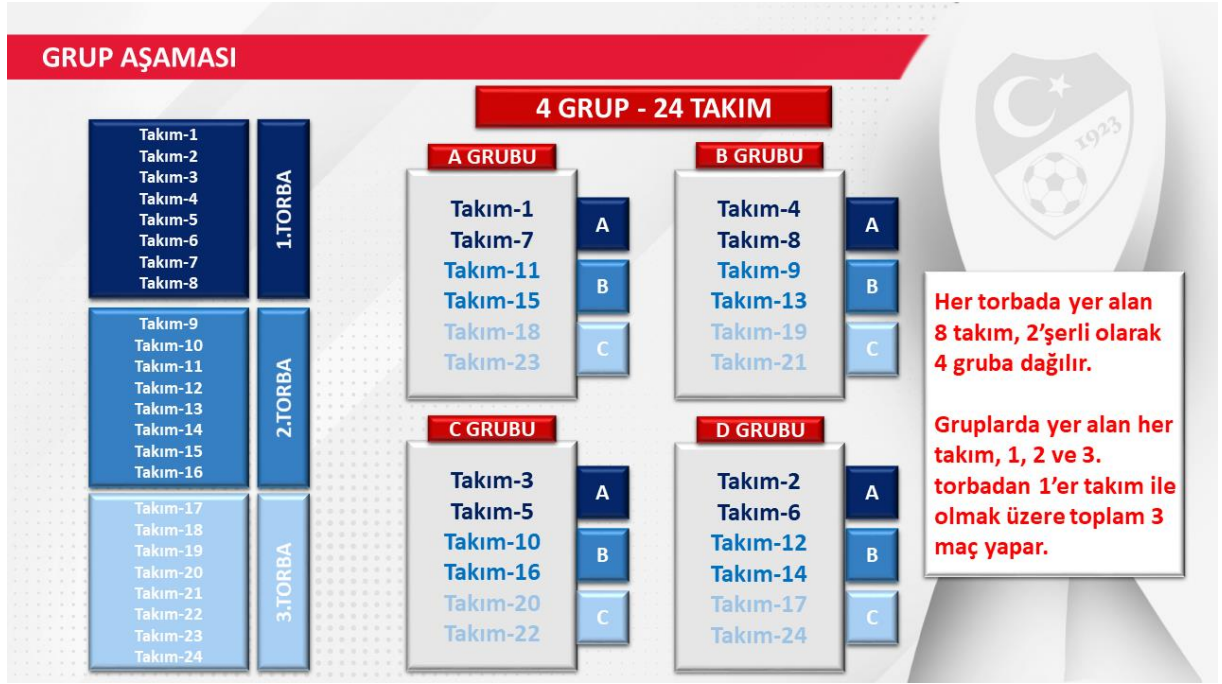 GRUP AŞAMASI
4 GRUP - 24 TAKIM
Takım-1
Takım-2
Takım-3
Takım-4
Takım-5
Takım-6
Takım-7
Takım-8
1.TORBA
Takım-9
Takım-10
Takım-11
Takım-12
Takım-13
Takım-14
Takım-15
Takım-16
2.TORBA
Takım-17
Takım-18
Takım-19
Takım-20
Takım-21
Takım-22
Takım-23
Takım-24
3.TORBA
A GRUBU
Takım-1
Takım-7
Takım-11
Takım-15
Takım-18
Takım-23
A
B
C
B GRUBU
Takım-4
Takım-8
Takım-9
Takım-13
Takım-19
Takım-21
A
B
C
C GRUBU
Takım-3
Takım-5
Takım-10
Takım-16
Takım-20
Takım-22
A
B
C
D GRUBU
Takım-2
Takım-6
Takım-12
Takım-14
Takım-17
Takım-24
A
B
C
1923
Her torbada yer alan
8 takım, 2’şerli olarak
4 gruba dağılır.
Gruplarda yer alan her
takım, 1, 2 ve 3.
torbadan 1’er takım ile
olmak üzere toplam 3
maç yapar.